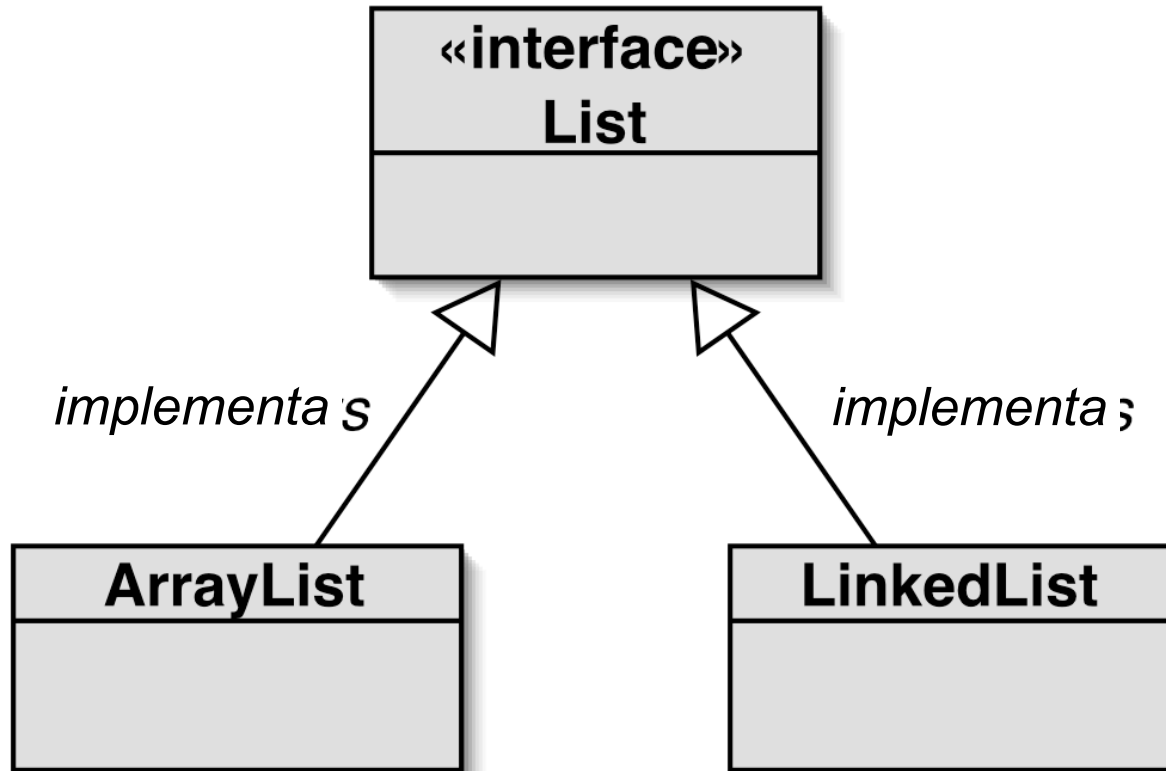 «interface»
List
implementa s
implementa s
ArrayList
LinkedList